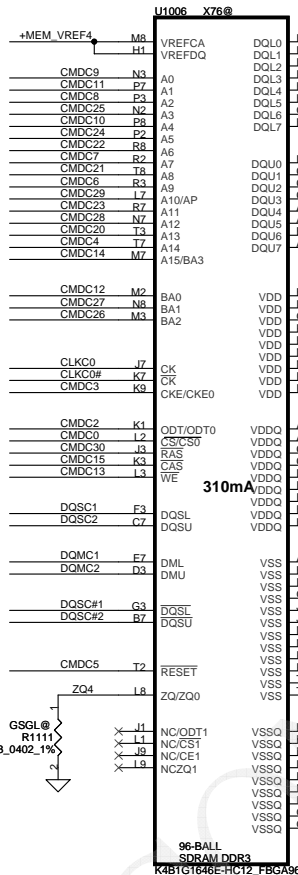 U1006 X76@
+MEM_VREF4 M8 VREFCA DQL0
H1 VREFDQ DQL1
DQL2
CMDC9 N3 A0 DQL3
CMDC11 P7 A1 DQL4
CMDC8 P3 A2 DQL5
CMDC25 N2 A3 DQL6
CMDC10 P8 A4 DQL7
CMDC24 P2 A5
CMDC22 R8 A6
CMDC7 R2 A7 DQU0
CMDC21 T8 A8 DQU1
CMDC6 R3 A9 DQU2
CMDC29 L7 A10/AP DQU3
CMDC23 R7 A11 DQU4
CMDC28 N7 A12 DQU5
CMDC20 T3 A13 DQU6
CMDC4 T7 A14 DQU7
CMDC14 M7 A15/BA3
CMDC12 M2 BA0 VDD
CMDC27 N8 BA1 VDD
CMDC26 M3 BA2 VDD
VDD
VDD
VDD
CLKC0 J7 CK VDD
CLKC0# K7 CK VDD
CMDC3 K9 CKE/CKE0 VDD
CMDC2 K1 ODT/ODT0 VDDQ
CMDC0 L2 CS/CS0 VDDQ
CMDC30 J3 RAS VDDQ
CMDC15 K3 CAS VDDQ
CMDC13 L3 WE VDDQ
310mA VDDQ
VDDQ
DQSC1 F3 DQSL VDDQ
DQSC2 C7 DQSU VDDQ
DQMC1 E7 DML VSS
DQMC2 D3 DMU VSS
VSS
VSS
DQSC#1 G3 DQSL VSS
DQSC#2 B7 DQSU VSS
VSS
VSS
VSS
CMDC5 T2 RESET VSS
VSS
ZQ4 L8 ZQ/ZQ0 VSS
1
GSGL@
R1111
_0402_1%
2
J1 NC/ODT1 VSSQ
L1 NC/CS1 VSSQ
J9 NC/CE1 VSSQ
L9 NCZQ1 VSSQ
VSSQ
VSSQ
VSSQ
VSSQ
VSSQ
96-BALL
SDRAM DDR3
K4B1G1646E-HC12_FBGA96